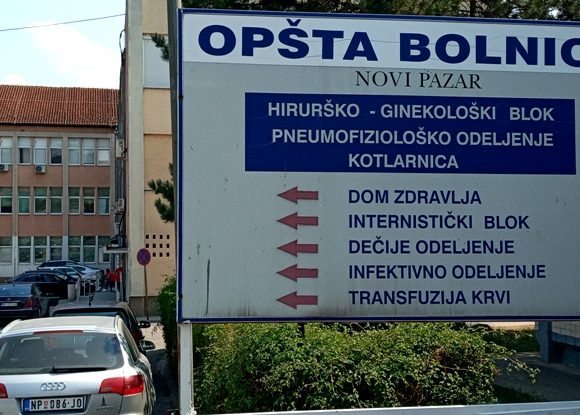 OPŠTA BOLNIC
NOVI PAZAR
HIRURŠKO - GINEKOLOŠKI BLOK
PNEUMOFIZIOLOŠKO ODELJENJE
KOTLARNICA
DOM ZDRAVLJA
INTERNISTIČKI BLOK
DEČIJE ODELJENJE
INFEKTIVNO ODELJENJE
TRANSFUZIJA KRVI
NP 086-JO